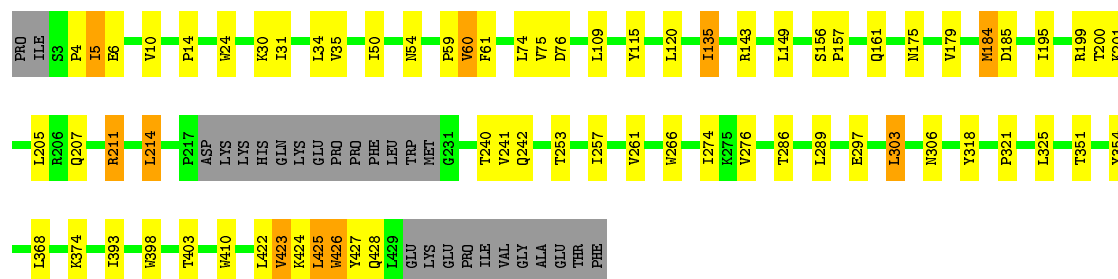 PRO ILE S3 P4 I5 E6 V10 P14 W24 K30 I31 L34 V35 I50 N54 P59 V60 F61 L74 V75 D76 L109 Y115 L120 I135 R143 L149 S156 P157 Q161 N175 V179 M184 D185 I195 R199 T200 K201
L205 R206 Q207 R211 L214 P217 ASP LYS LYS HIS GLN LYS GLU PRO PRO PHE LEU TRP MET G231 T240 V241 Q242 T253 I257 V261 W266 I274 K275 V276 T286 L289 E297 L303 N306 Y318 P321 L325 T351 Y354
L368 K374 I393 W398 T403 W410 L422 V423 K424 L425 W426 Y427 Q428 L429 GLU LYS GLU PRO ILE VAL GLY ALA GLU THR PHE